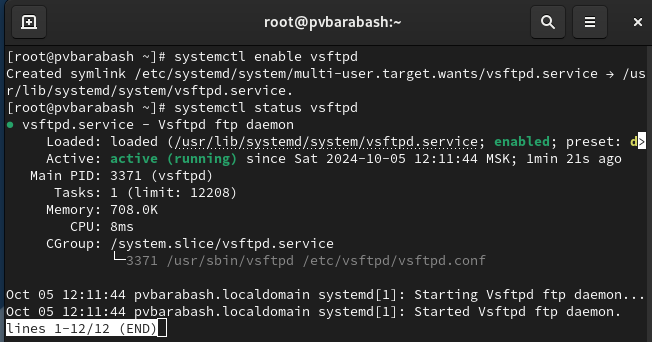 root@pvbarabash:~
[root@pvbarabash ~]# systemctl enable vsftpd
Created symlink /etc/systemd/system/multi-user.target.wants/vsftpd.service → /us
r/lib/systemd/system/vsftpd.service.
[root@pvbarabash ~]# systemctl status vsftpd
● vsftpd.service - Vsftpd ftp daemon
     Loaded: loaded (/usr/lib/systemd/system/vsftpd.service; enabled; preset: d>
     Active: active (running) since Sat 2024-10-05 12:11:44 MSK; 1min 21s ago
   Main PID: 3371 (vsftpd)
      Tasks: 1 (limit: 12208)
     Memory: 708.0K
        CPU: 8ms
     CGroup: /system.slice/vsftpd.service
             └─3371 /usr/sbin/vsftpd /etc/vsftpd/vsftpd.conf

Oct 05 12:11:44 pvbarabash.localdomain systemd[1]: Starting Vsftpd ftp daemon...
Oct 05 12:11:44 pvbarabash.localdomain systemd[1]: Started Vsftpd ftp daemon.
lines 1-12/12 (END)